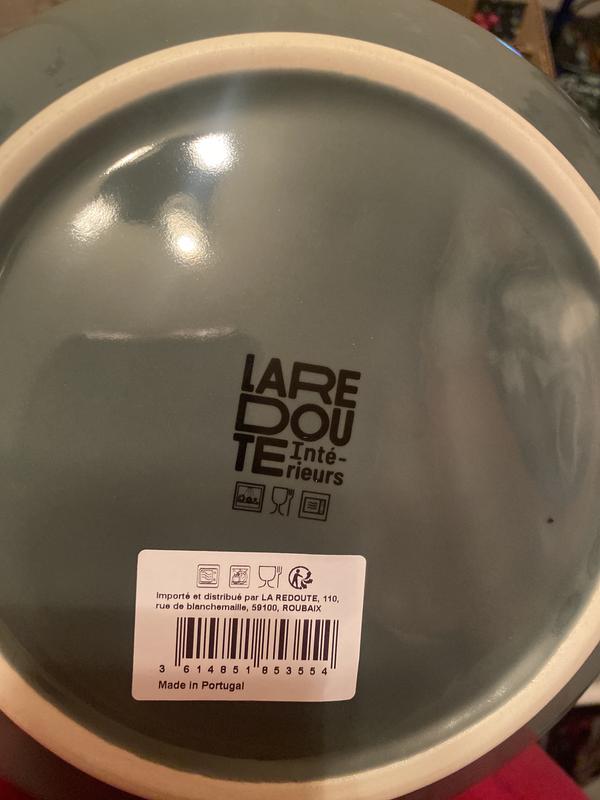 LARE
DOU
TE Inté-
rieurs
Importé et distribué par LA REDOUTE, 110,
rue de blanchemaille, 59100, ROUBAIX
3 614851 853554
Made in Portugal